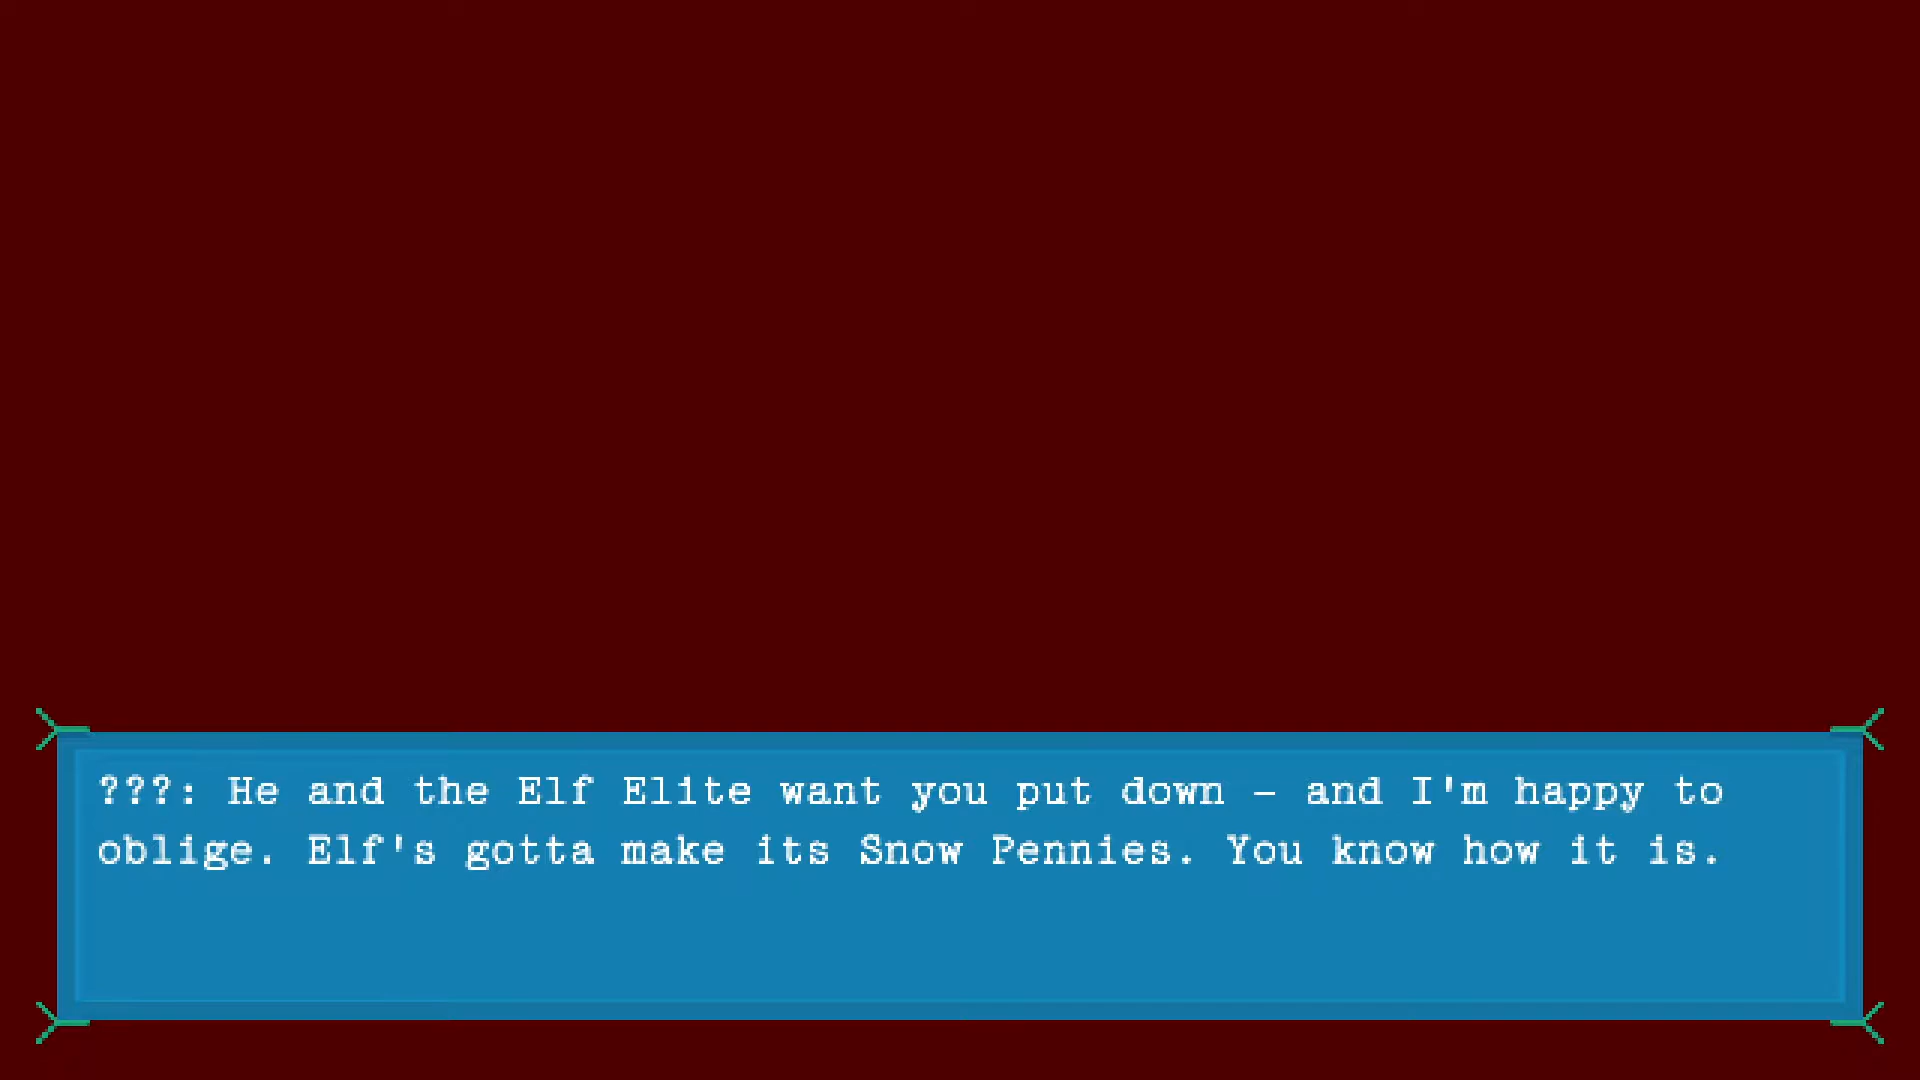 ???: He and the Elf Elite want you put down – and I'm happy to
oblige. Elf's gotta make its Snow Pennies. You know how it is.